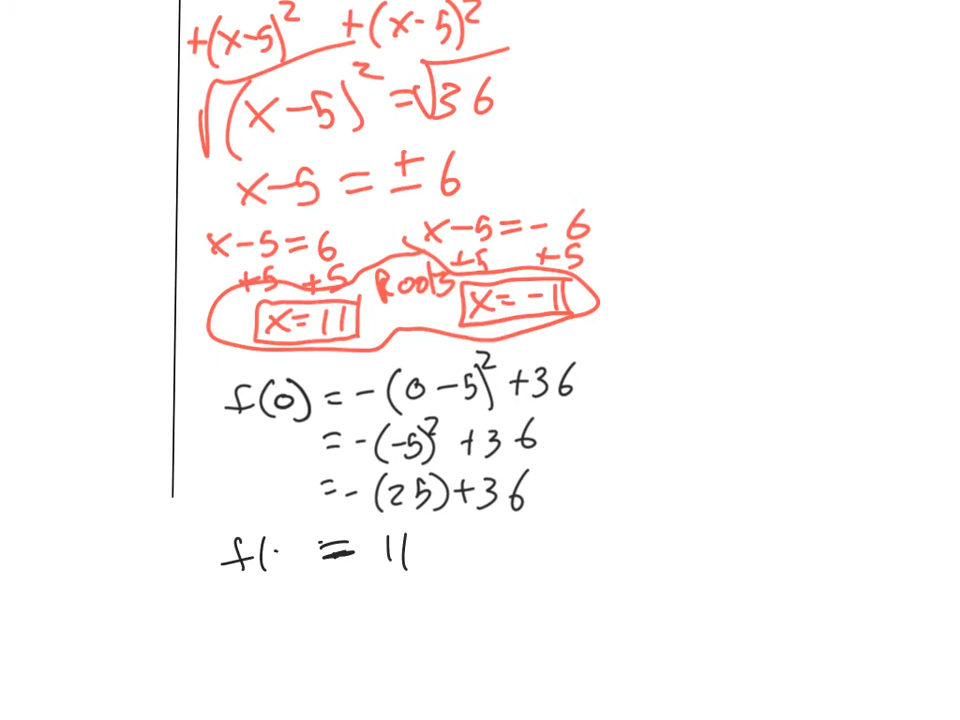 +(x-5)² +(x-5)²
√(x-5)² = √36
x-5 = ± 6
x-5=6 x-5=-6
+5 +5 Roots +5 +5
x=11 x=-11
f(0) = -(0-5)² +36
= -(-5)² +36
= -(25)+36
f(· = 11